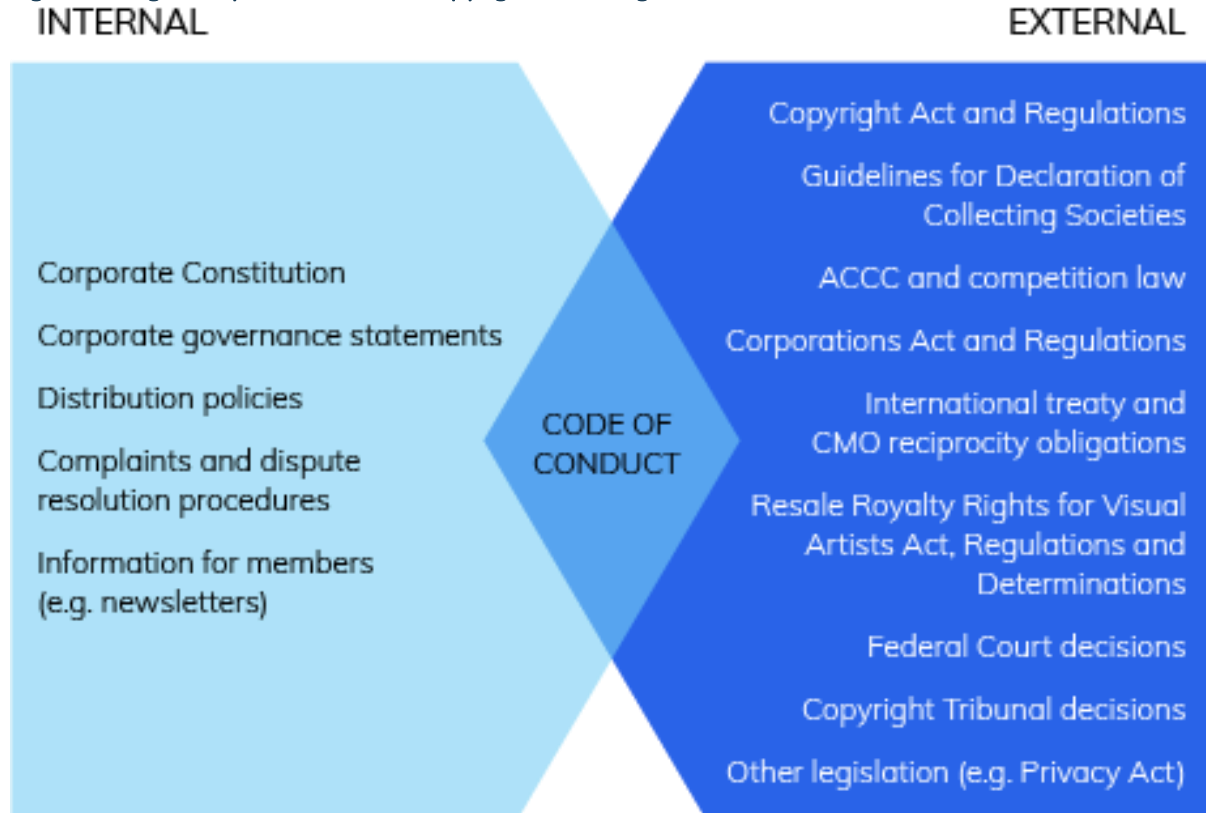 INTERNAL
EXTERNAL
Corporate Constitution
Corporate governance statements
Distribution policies
Complaints and dispute
resolution procedures
Information for members
(e.g. newsletters)
CODE OF
CONDUCT
Copyright Act and Regulations
Guidelines for Declaration of
Collecting Societies
ACCC and competition law
Corporations Act and Regulations
International treaty and
CMO reciprocity obligations
Resale Royalty Rights for Visual
Artists Act, Regulations and
Determinations
Federal Court decisions
Copyright Tribunal decisions
Other legislation (e.g. Privacy Act)